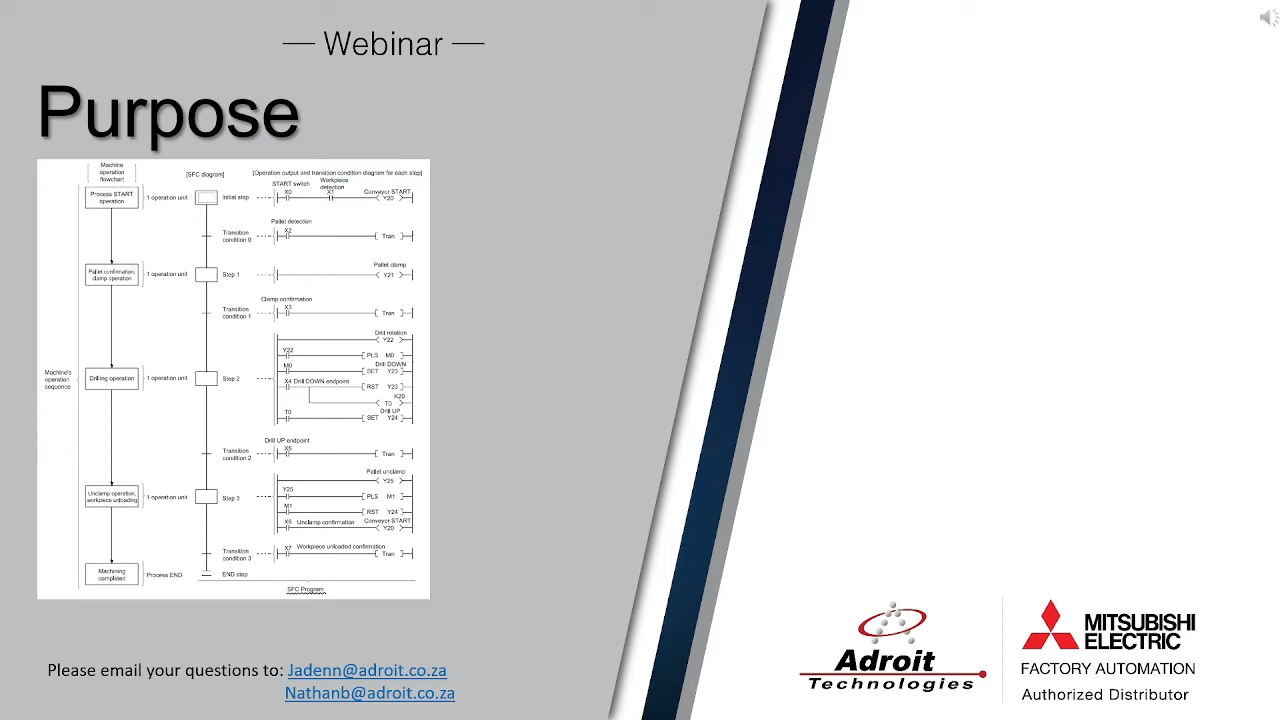 — Webinar —
Purpose
Machine
operation
flowchart
[SFC diagram]
[Operation output and transition condition diagram for each step]
Process START
operation
1 operation unit
Initial step
START switch
X0
Workpiece
detection
X1
Conveyor START
Y20
Transition
condition 0
Pallet detection
X2
Tran
Pallet confirmation,
clamp operation
1 operation unit
Step 1
Pallet clamp
Y21
Transition
condition 1
Clamp confirmation
X3
Tran
Machine's
operation
sequence
Drilling operation
1 operation unit
Step 2
Drill rotation
Y22
Y22
PLS M0
M0
Drill DOWN
SET Y23
X4 Drill DOWN endpoint
RST Y23
K20
T0
T0
Drill UP
SET Y24
Transition
condition 2
Drill UP endpoint
X5
Tran
Unclamp operation,
workpiece unloading
1 operation unit
Step 3
Pallet unclamp
Y25
Y25
PLS M1
M1
RST Y24
X6 Unclamp confirmation
Conveyor START
Y20
Transition
condition 3
X7 Workpiece unloaded confirmation
Tran
Machining
completed
Process END
END step
SFC Program
Please email your questions to: Jadenn@adroit.co.za
Nathanb@adroit.co.za
Adroit
Technologies
MITSUBISHI
ELECTRIC
FACTORY AUTOMATION
Authorized Distributor